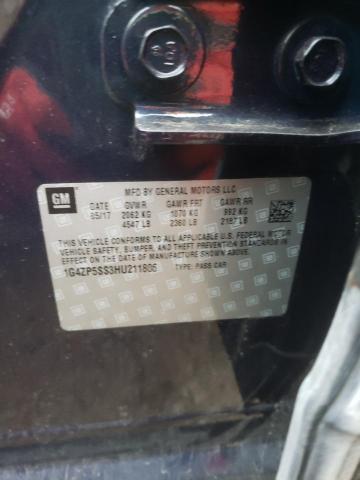 8.8
GM
MFD BY GENERAL MOTORS LLC
DATE GVWR GAWR FRT GAWR RR
05/17 2062 KG 1070 KG 992 KG
4547 LB 2360 LB 2187 LB
THIS VEHICLE CONFORMS TO ALL APPLICABLE U.S. FEDERAL MOTOR
VEHICLE SAFETY, BUMPER, AND THEFT PREVENTION STANDARDS
IN EFFECT ON THE DATE OF MANUFACTURE SHOWN ABOVE.
1G4ZP5SS3HU211806 TYPE: PASS CAR